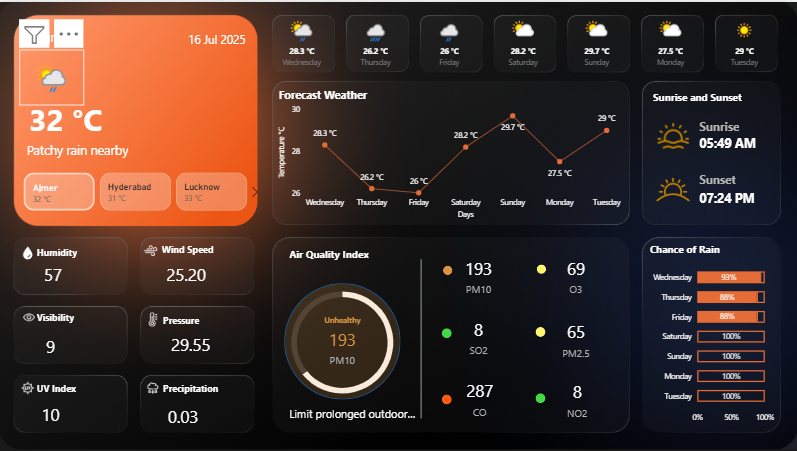 16 Jul 2025
32 °C
Patchy rain nearby
Ajmer
32 °C
Hyderabad
31 °C
Lucknow
33 °C
28.3 °C
Wednesday
26.2 °C
Thursday
26 °C
Friday
28.2 °C
Saturday
29.7 °C
Sunday
27.5 °C
Monday
29 °C
Tuesday
Forecast Weather
Temperature °C
30
28
26
28.3 °C
26.2 °C
26 °C
28.2 °C
29.7 °C
27.5 °C
29 °C
Wednesday
Thursday
Friday
Saturday
Sunday
Monday
Tuesday
Days
Sunrise and Sunset
Sunrise
05:49 AM
Sunset
07:24 PM
Humidity
57
Wind Speed
25.20
Visibility
9
Pressure
29.55
UV Index
10
Precipitation
0.03
Air Quality Index
Unhealthy
193
PM10
Limit prolonged outdoor...
193
PM10
69
O3
8
SO2
65
PM2.5
287
CO
8
NO2
Chance of Rain
Wednesday 93%
Thursday 88%
Friday 88%
Saturday 100%
Sunday 100%
Monday 100%
Tuesday 100%
0% 50% 100%